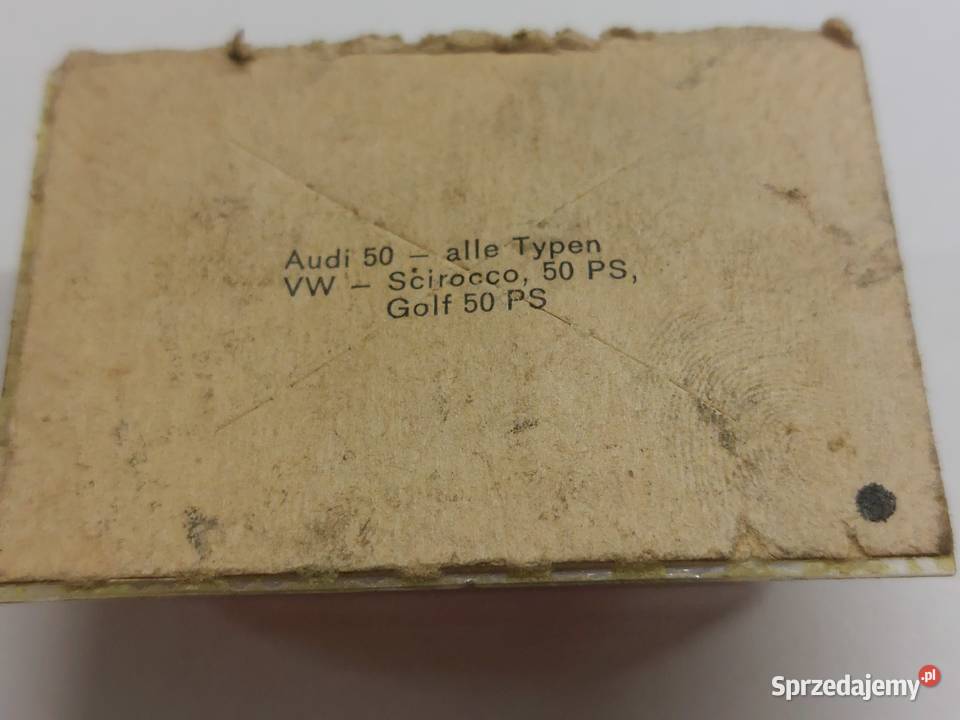 Audi 50 – alle Typen
VW – Scirocco, 50 PS,
Golf 50 PS
Sprzedajemy.pl